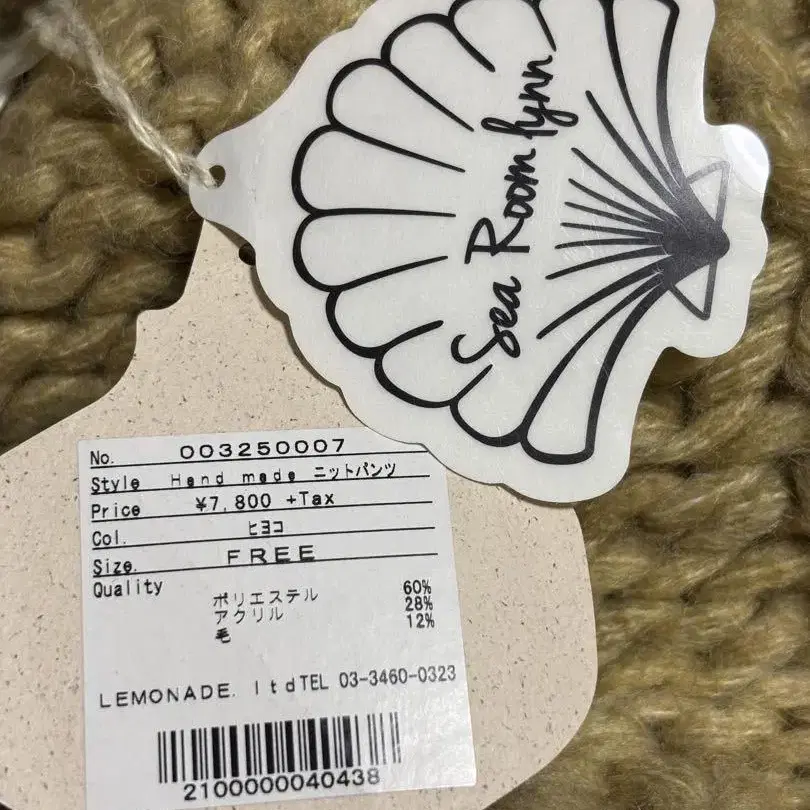 Sea Room lynn
No. 003250007
Style Hand made ニットパンツ
Price ¥7,800 +Tax
Col. ヒヨコ
Size. FREE
Quality
ポリエステル 60%
アクリル 28%
毛 12%
LEMONADE. ltd TEL 03-3460-0323
2100000040438